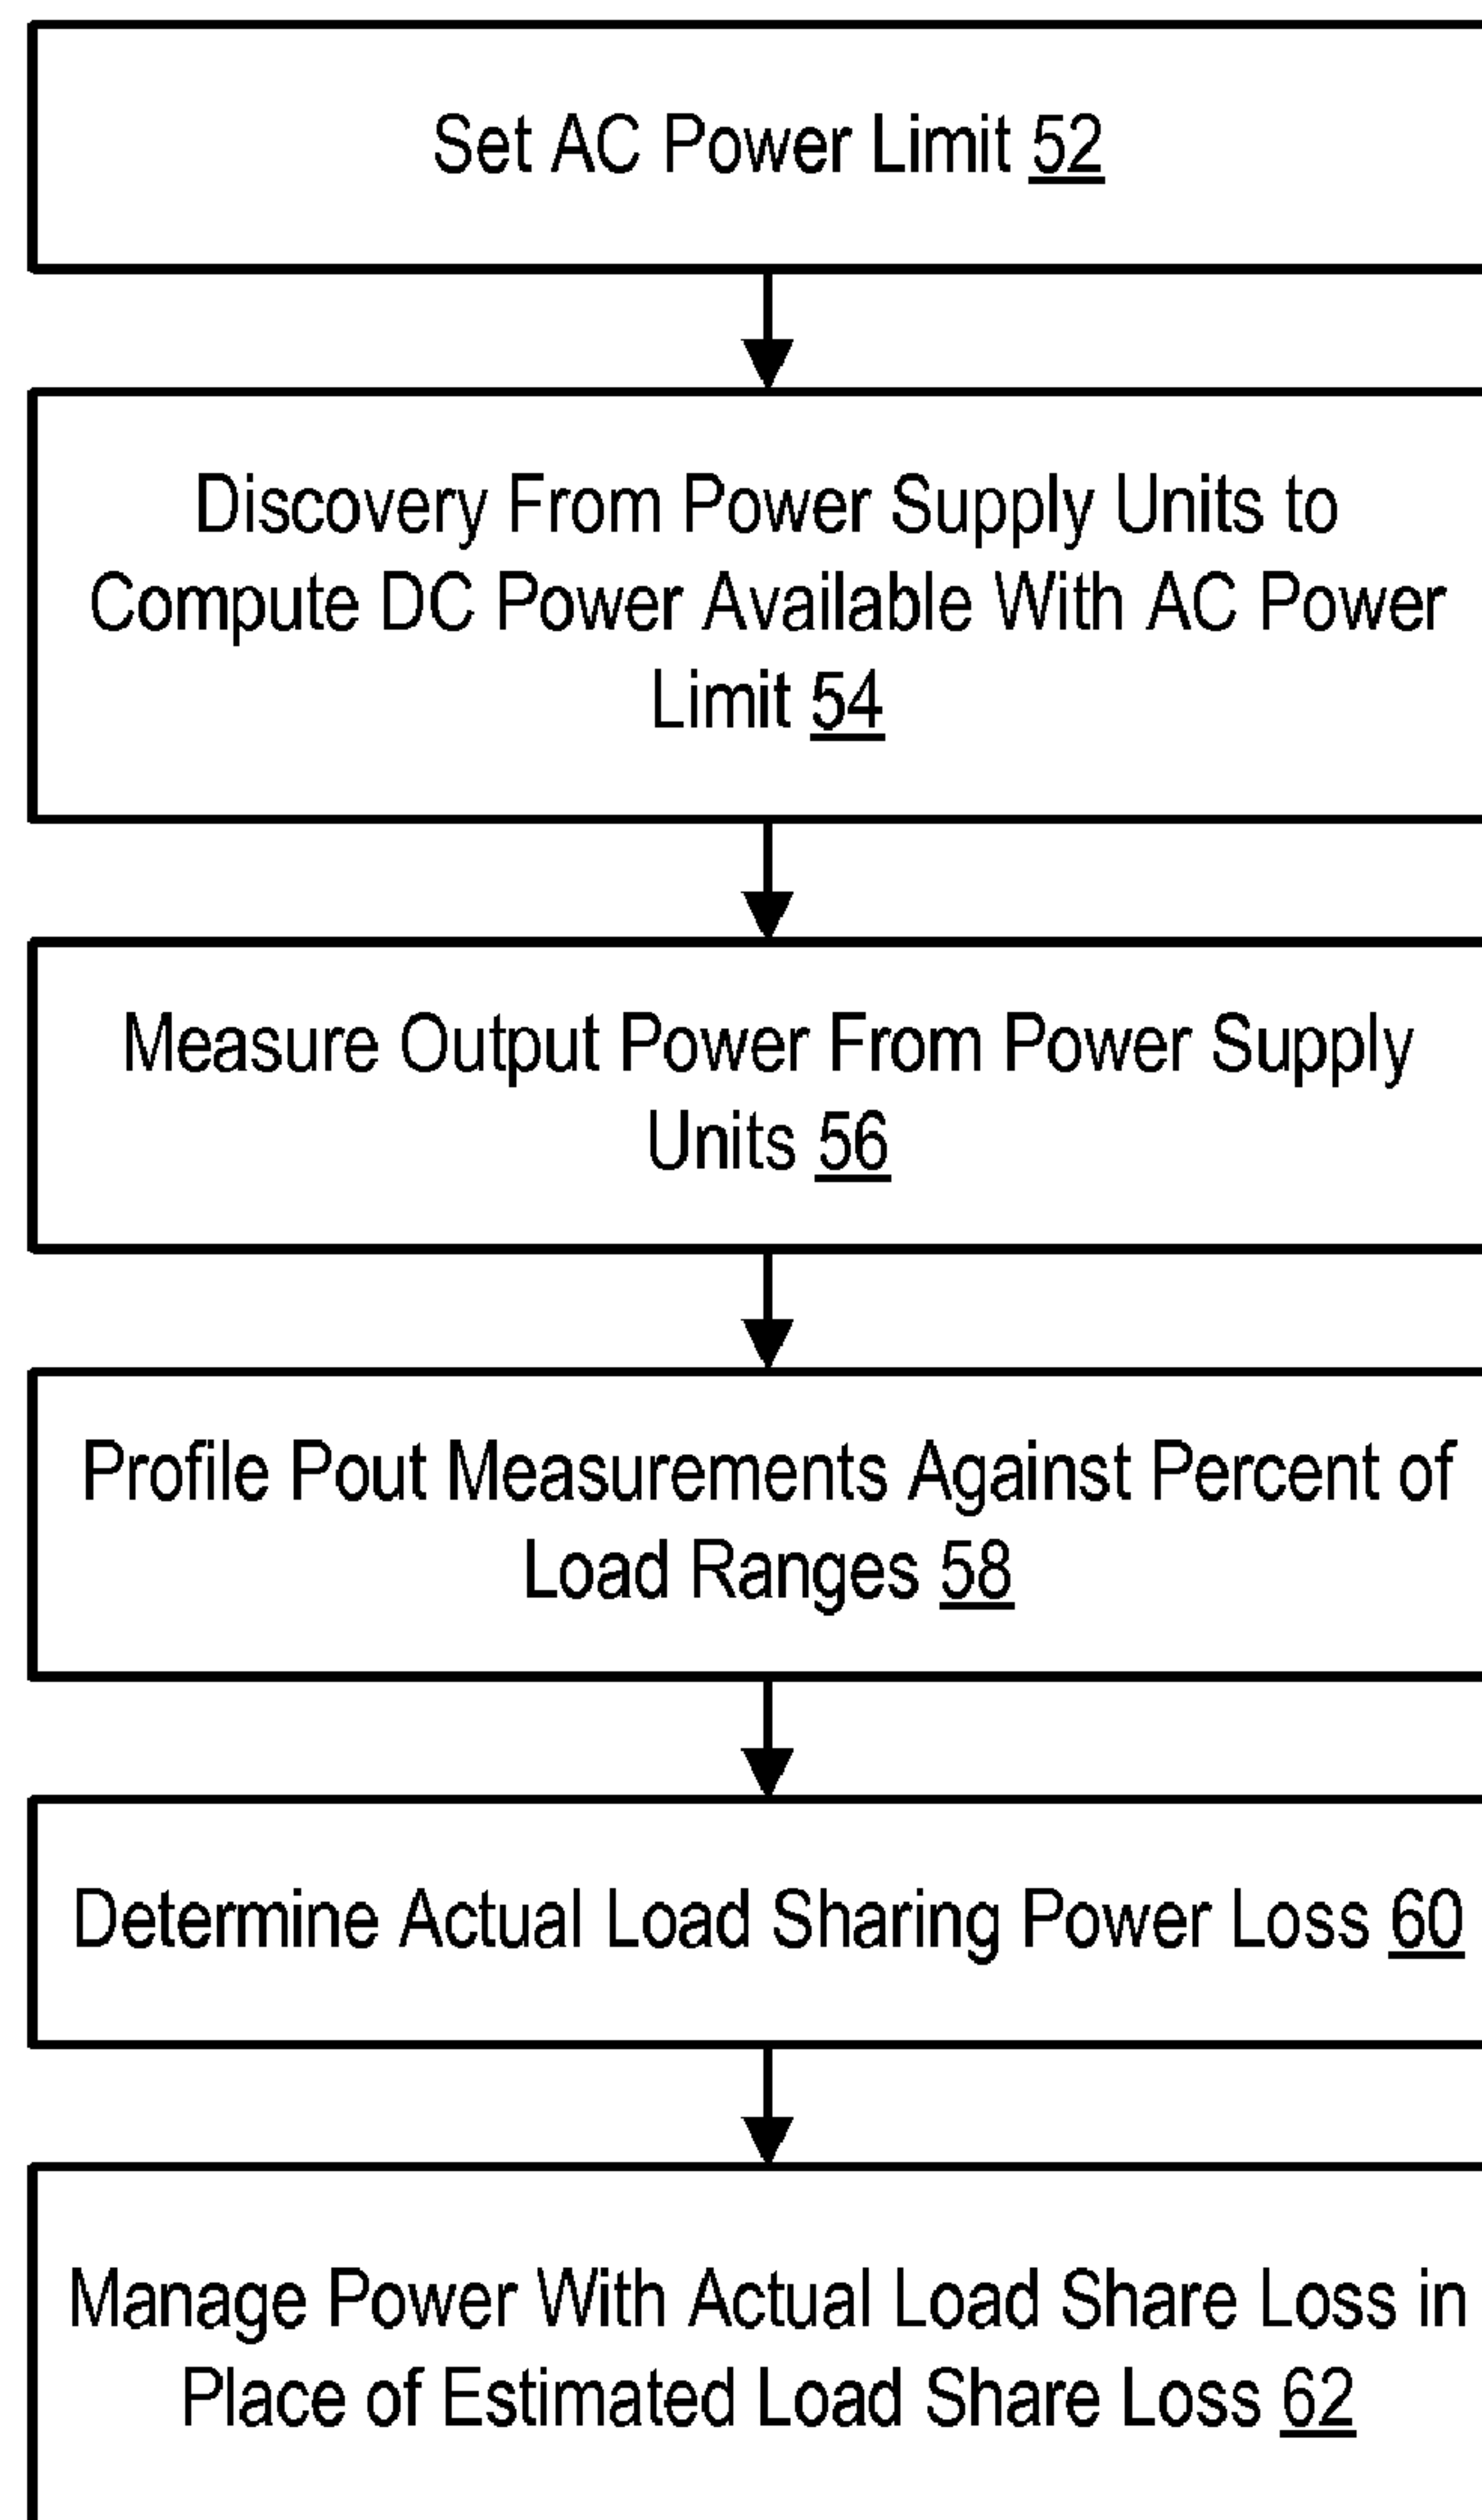 Set AC Power Limit 52
Discovery From Power Supply Units to
Compute DC Power Available With AC Power
Limit 54
Measure Output Power From Power Supply
Units 56
Profile Pout Measurements Against Percent of
Load Ranges 58
Determine Actual Load Sharing Power Loss 60
Manage Power With Actual Load Share Loss in
Place of Estimated Load Share Loss 62